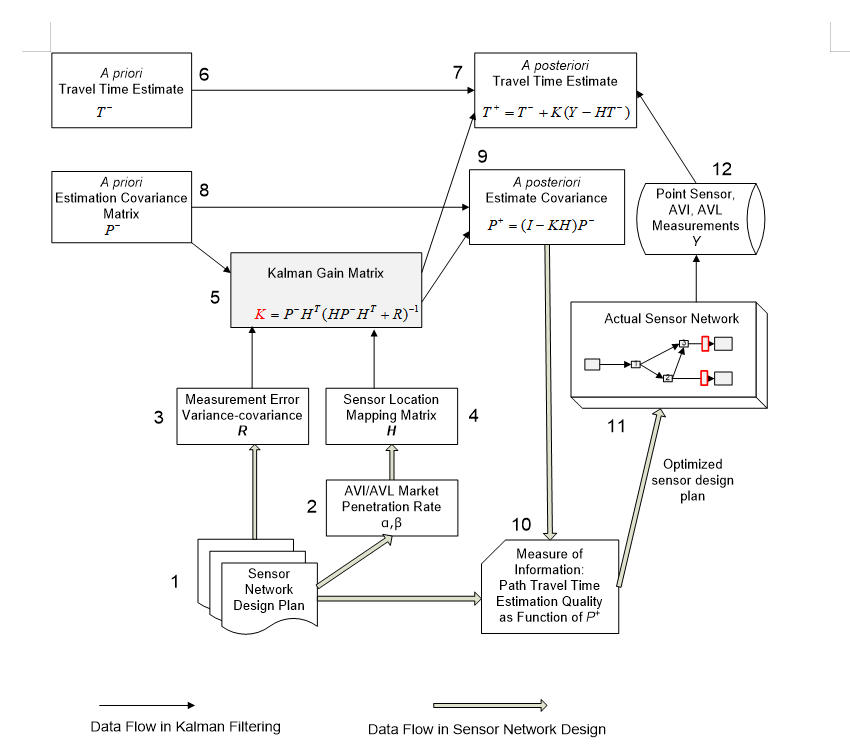 6
A priori
Travel Time Estimate
T⁻
7
A posteriori
Travel Time Estimate
T⁺ = T⁻ + K(Y − HT⁻)
8
A priori
Estimation Covariance
Matrix
P⁻
9
A posteriori
Estimate Covariance
P⁺ = (I − KH)P⁻
12
Point Sensor,
AVI, AVL
Measurements
Y
5
Kalman Gain Matrix
K = P⁻Hᵀ(HP⁻Hᵀ + R)⁻¹
Actual Sensor Network
1
2
3
11
3
Measurement Error
Variance-covariance
R
4
Sensor Location
Mapping Matrix
H
2
AVI/AVL Market
Penetration Rate
α,β
Optimized
sensor design
plan
1
Sensor
Network
Design Plan
10
Measure of
Information:
Path Travel Time
Estimation Quality
as Function of P⁺
Data Flow in Kalman Filtering
Data Flow in Sensor Network Design